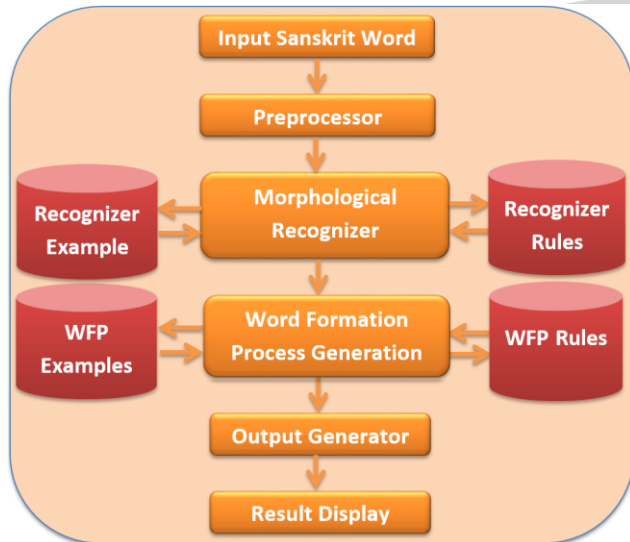 Input Sanskrit Word
Preprocessor
Recognizer
Example
Morphological
Recognizer
Recognizer
Rules
WFP
Examples
Word Formation
Process Generation
WFP Rules
Output Generator
Result Display